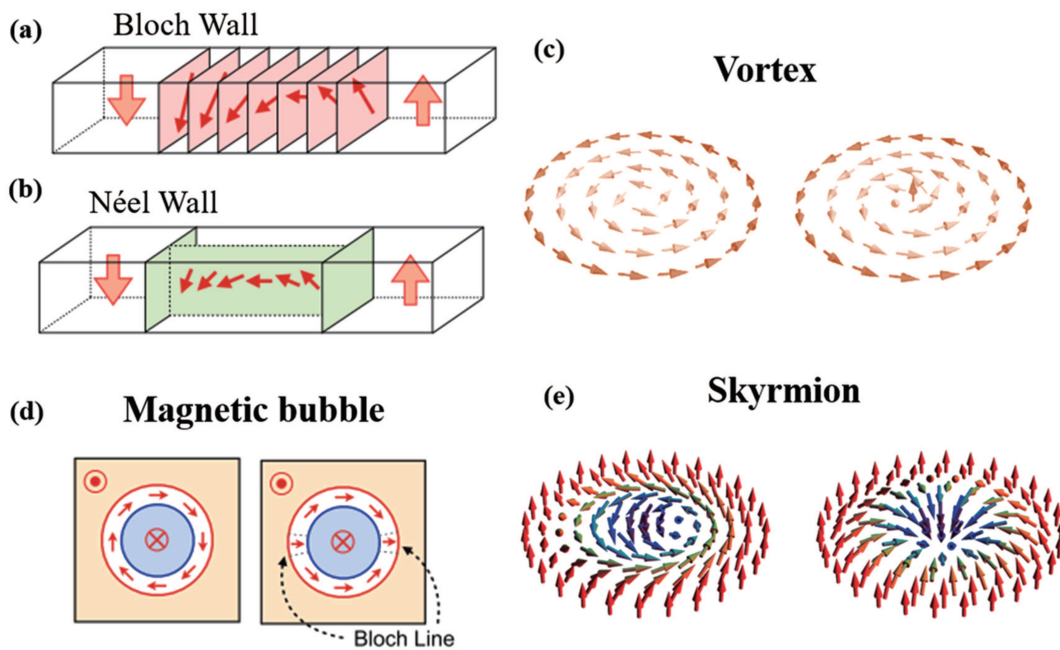 (a)
Bloch Wall
(b)
Néel Wall
(c)
Vortex
(d)
Magnetic bubble
Bloch Line
(e)
Skyrmion